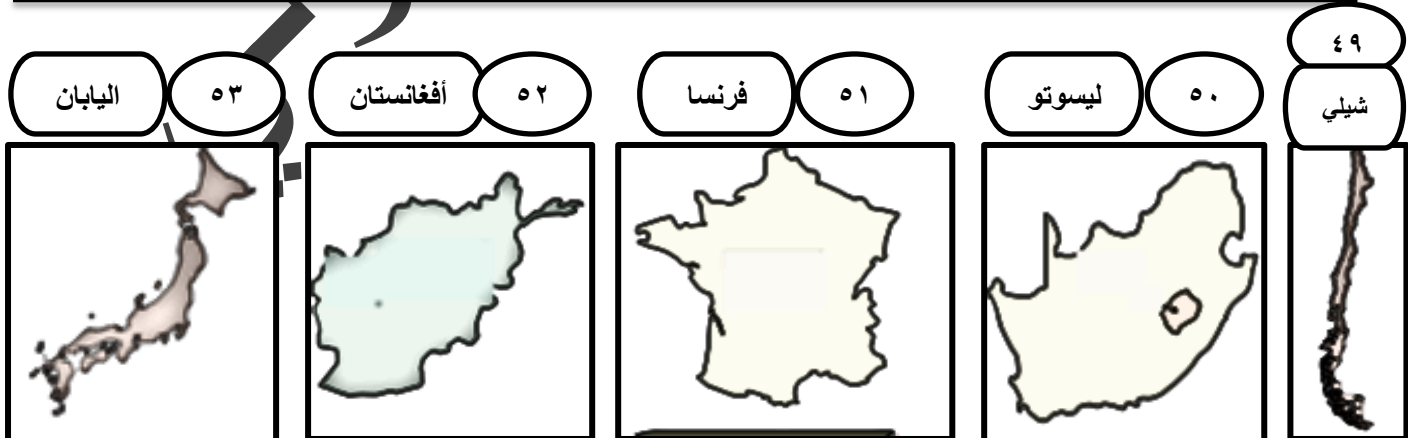 ٤٩
شيلي
٥٠ ليسوتو
٥١ فرنسا
٥٢ أفغانستان
٥٣ اليابان